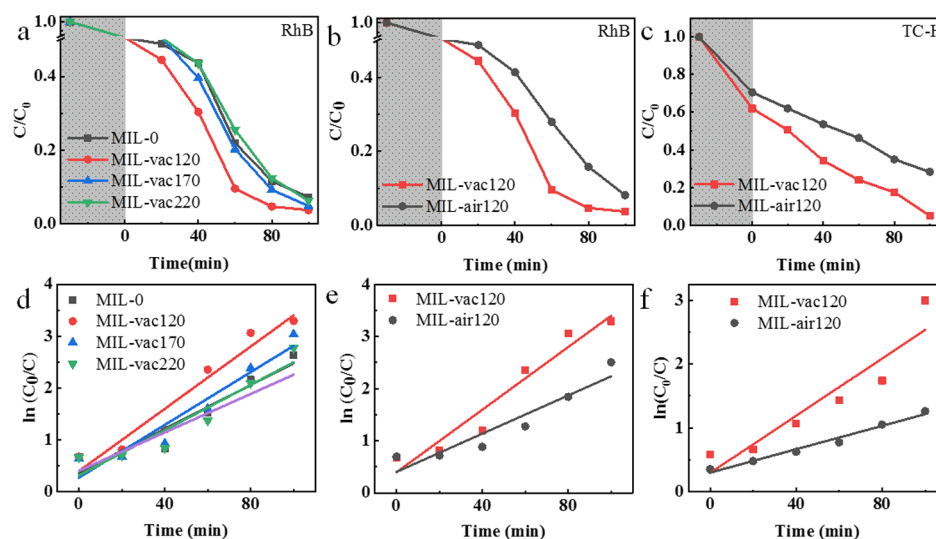 a
RhB
1.0
0.4
0.2
0.0
C/C0
MIL-0
MIL-vac120
MIL-vac170
MIL-vac220
0
40
80
Time(min)
b
RhB
1.0
0.4
0.2
0.0
C/C0
MIL-vac120
MIL-air120
0
40
80
Time (min)
c
TC-H
1.0
0.8
0.6
0.4
0.2
0.0
C/C0
MIL-vac120
MIL-air120
0
40
80
Time (min)
d
4
3
2
1
0
ln (C0/C)
MIL-0
MIL-vac120
MIL-vac170
MIL-vac220
0
40
80
Time (min)
e
4
3
2
1
0
ln (C0/C)
MIL-vac120
MIL-air120
0
40
80
Time (min)
f
3
2
1
0
ln(C0/C)
MIL-vac120
MIL-air120
0
40
80
Time (min)